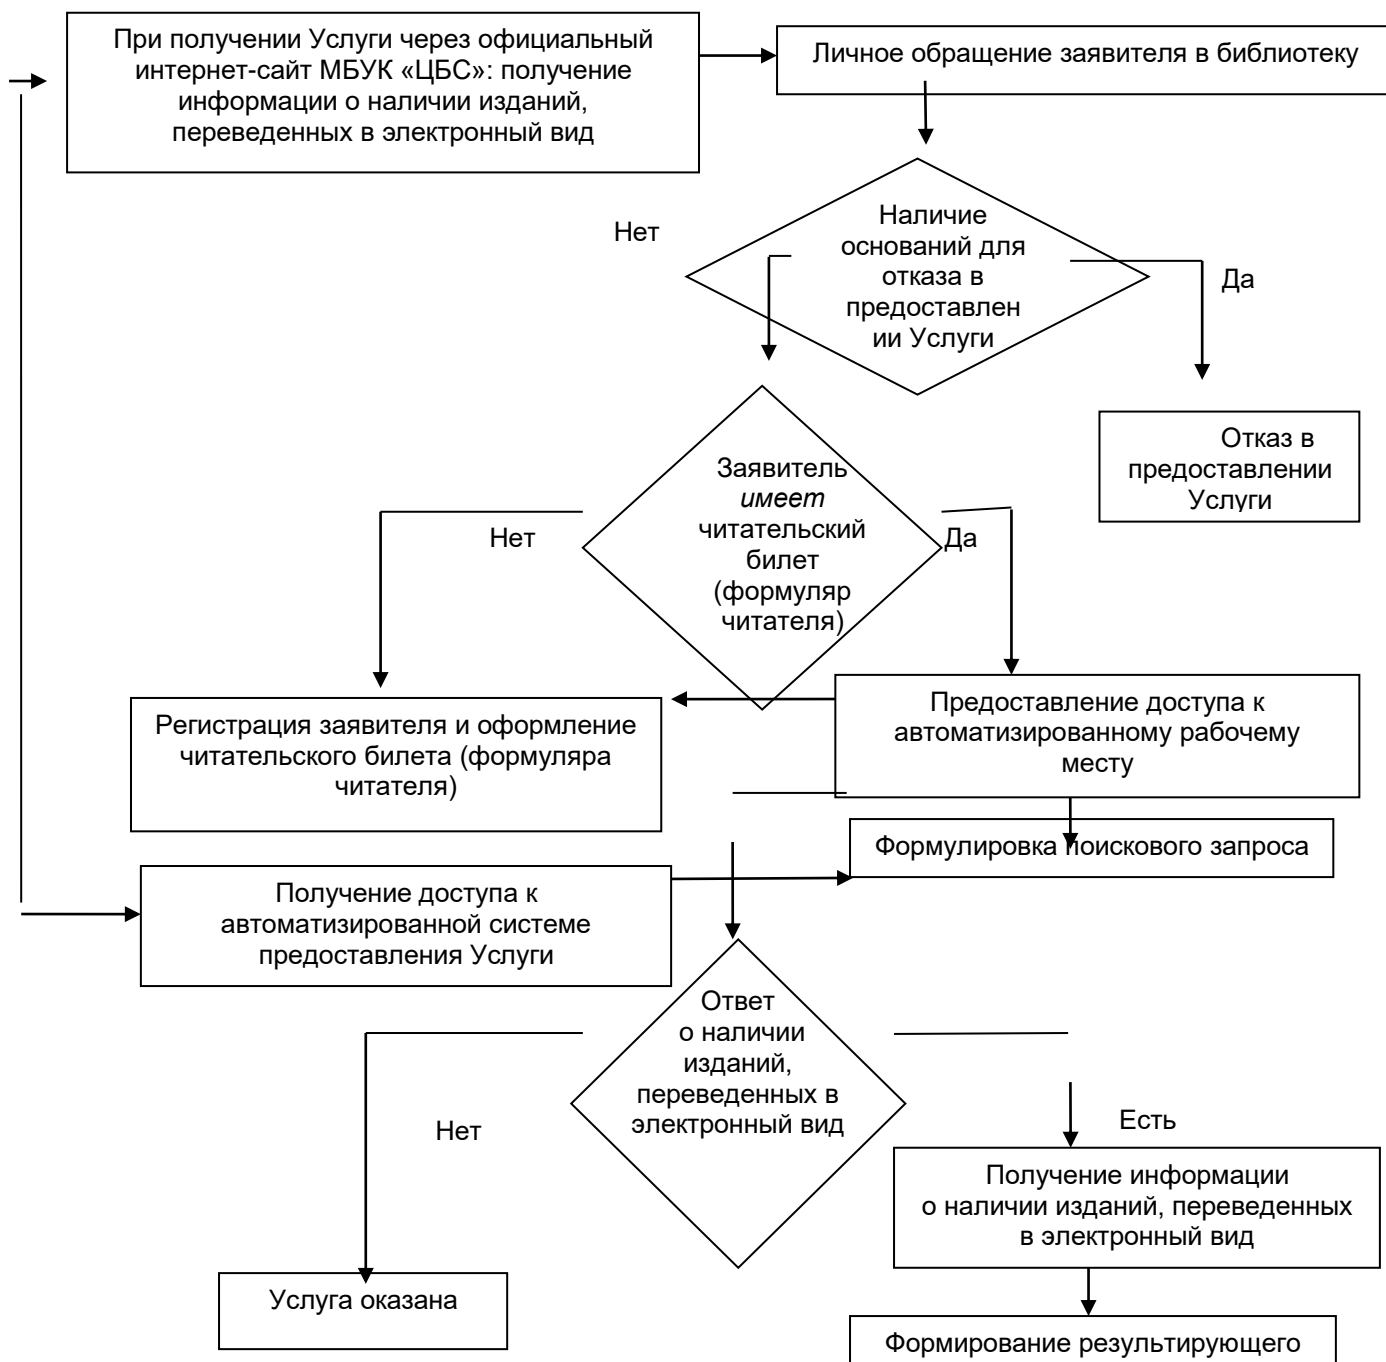 При получении Услуги через официальный
интернет-сайт МБУК «ЦБС»: получение
информации о наличии изданий,
переведенных в электронный вид
Личное обращение заявителя в библиотеку
Нет
Наличие
оснований для
отказа в
предоставлен
ии Услуги
Да
Отказ в
предоставлении
Услуги
Заявитель
имеет
читательский
билет
(формуляр
читателя)
Нет
Да
Регистрация заявителя и оформление
читательского билета (формуляра
читателя)
Предоставление доступа к
автоматизированному рабочему
месту
Формулировка поискового запроса
Получение доступа к
автоматизированной системе
предоставления Услуги
Ответ
о наличии
изданий,
переведенных в
электронный вид
Нет
Есть
Получение информации
о наличии изданий, переведенных
в электронный вид
Услуга оказана
Формирование результирующего